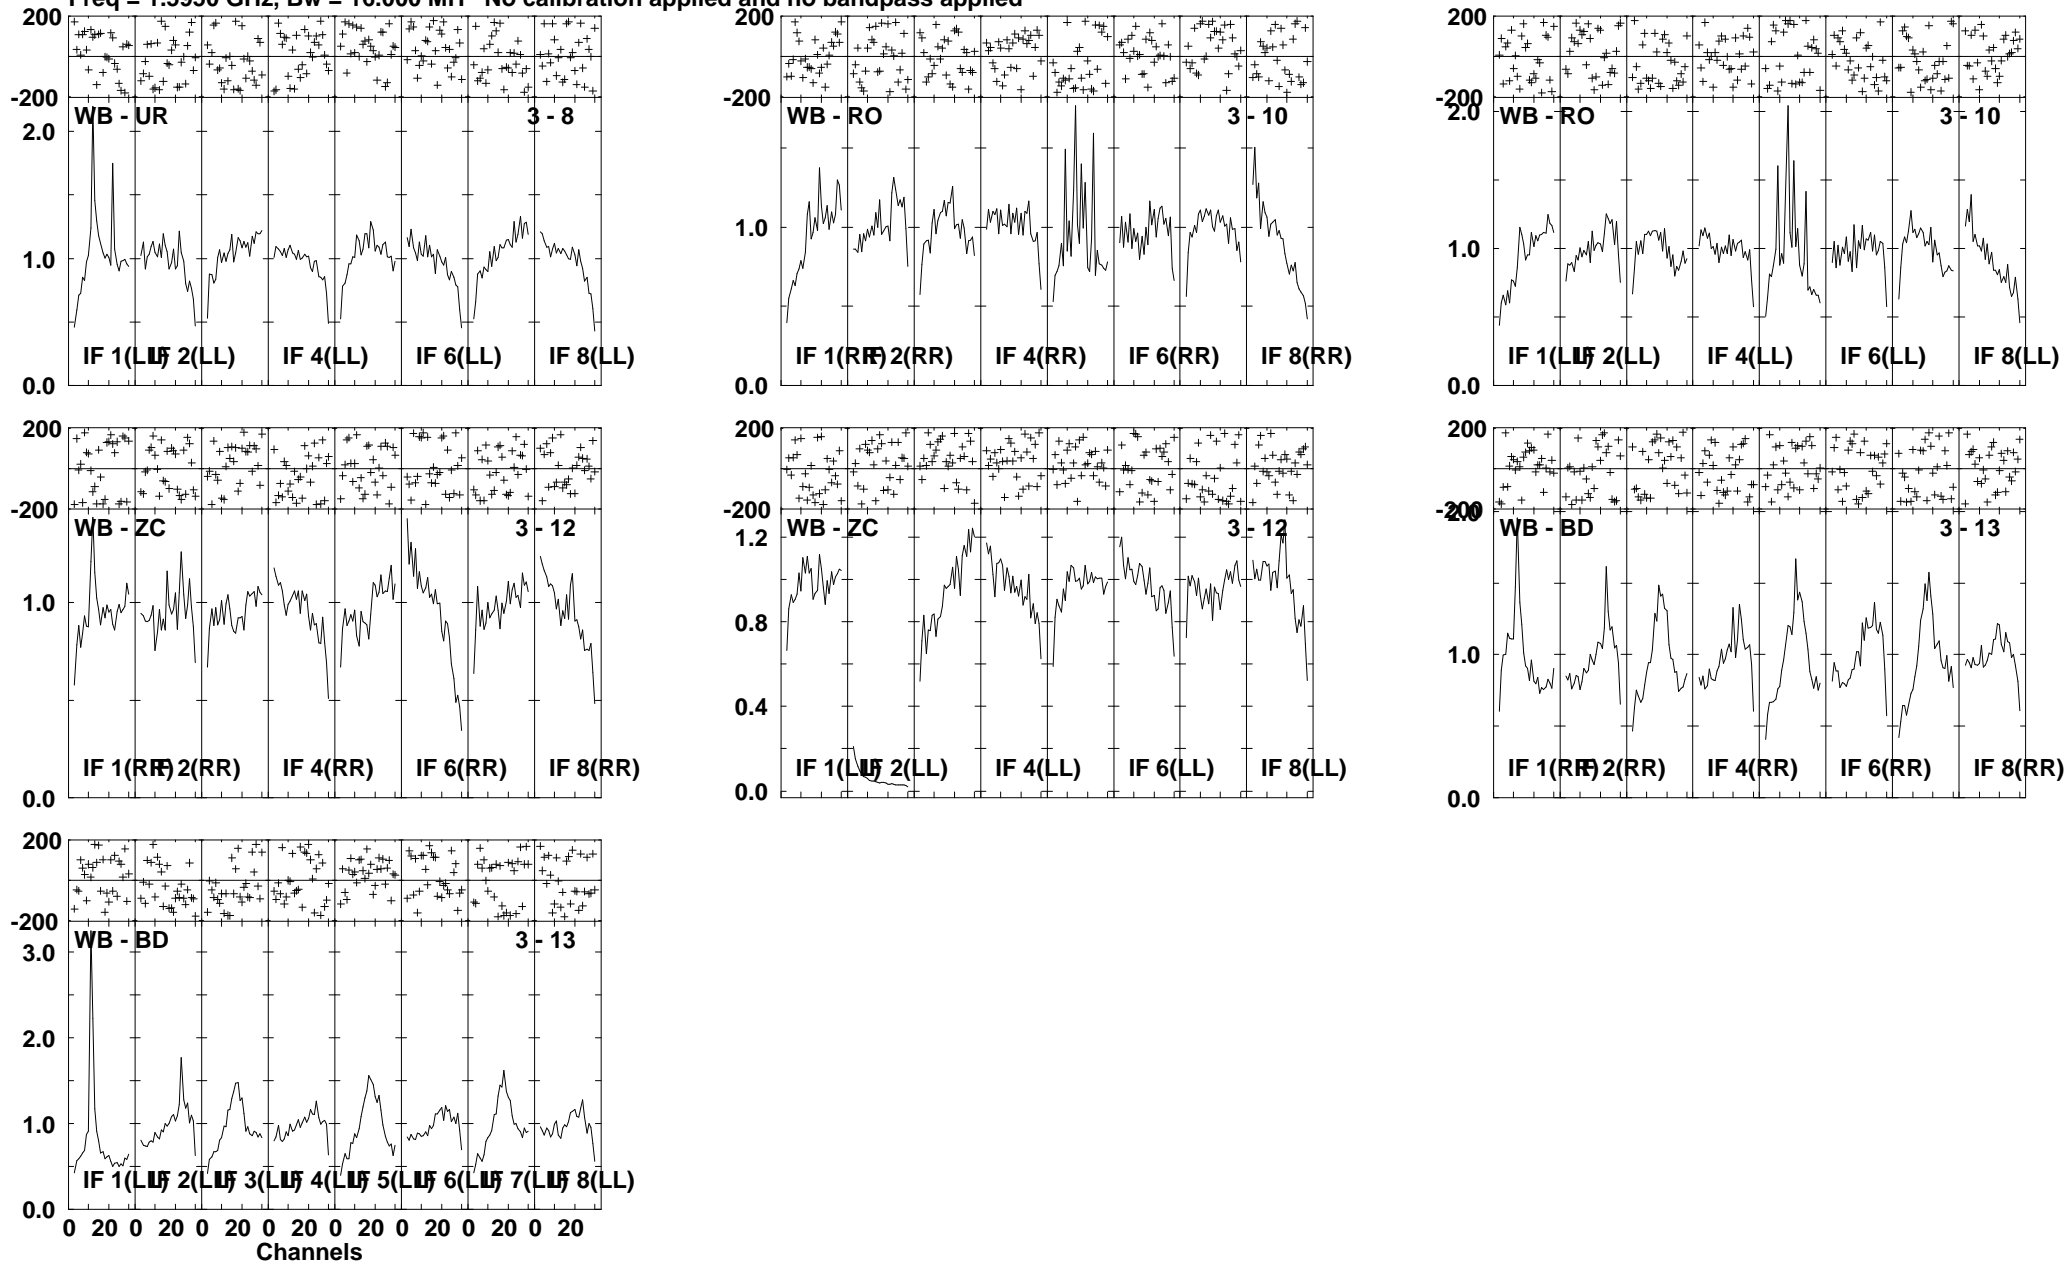 No calibration applied and no bandpass applied
200
-200
WB - UR 3 - 8
2.0
1.0
IF 1(LL) IF 2(LL) IF 4(LL) IF 6(LL) IF 8(LL)
0.0
200
-200
WB - RO 3 - 10
1.0
IF 1(RR) IF 2(RR) IF 4(RR) IF 6(RR) IF 8(RR)
0.0
200
-200
2.0
WB - RO 3 - 10
1.0
IF 1(LL) IF 2(LL) IF 4(LL) IF 6(LL) IF 8(LL)
0.0
200
-200
WB - ZC 3 - 12
1.0
IF 1(RR) IF 2(RR) IF 4(RR) IF 6(RR) IF 8(RR)
0.0
200
-200
WB - ZC 3 - 12
1.2
0.8
0.4
IF 1(LL) IF 2(LL) IF 4(LL) IF 6(LL) IF 8(LL)
0.0
200
-200
2.0
WB - BD 3 - 13
1.0
IF 1(RR) IF 2(RR) IF 4(RR) IF 6(RR) IF 8(RR)
0.0
200
-200
WB - BD 3 - 13
3.0
2.0
1.0
IF 1(LL) IF 2(LL) IF 3(LL) IF 4(LL) IF 5(LL) IF 6(LL) IF 7(LL) IF 8(LL)
0.0
0 20 0 20 0 20 0 20 0 20 0 20 0 20 0 20
Channels